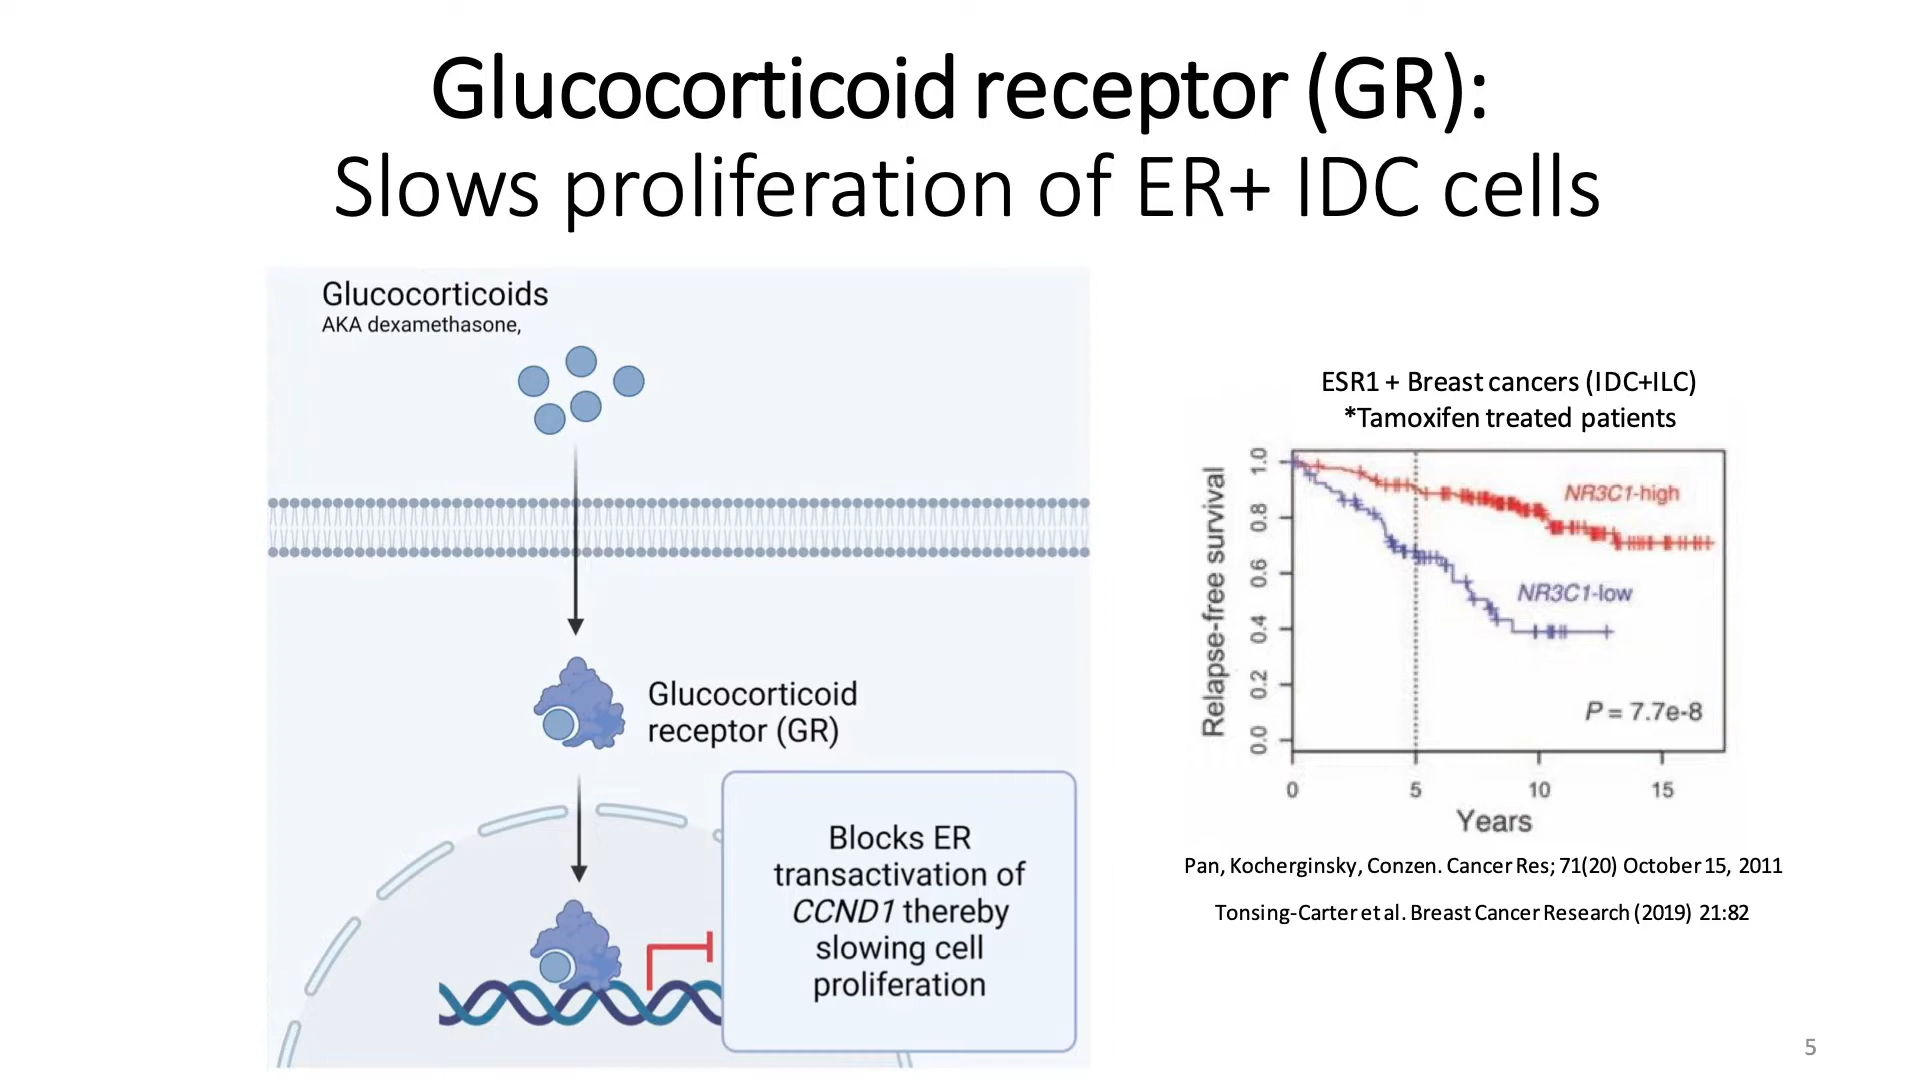 Glucocorticoid receptor (GR):
Slows proliferation of ER+ IDC cells
Glucocorticoids
AKA dexamethasone,
Glucocorticoid
receptor (GR)
Blocks ER
transactivation of
CCND1 thereby
slowing cell
proliferation
ESR1 + Breast cancers (IDC+ILC)
*Tamoxifen treated patients
Relapse-free survival
1.0
0.8
0.6
0.4
0.2
0.0
NR3C1-high
NR3C1-low
P = 7.7e-8
0 5 10 15
Years
Pan, Kocherginsky, Conzen. Cancer Res; 71(20) October 15, 2011
Tonsing-Carter et al. Breast Cancer Research (2019) 21:82
5